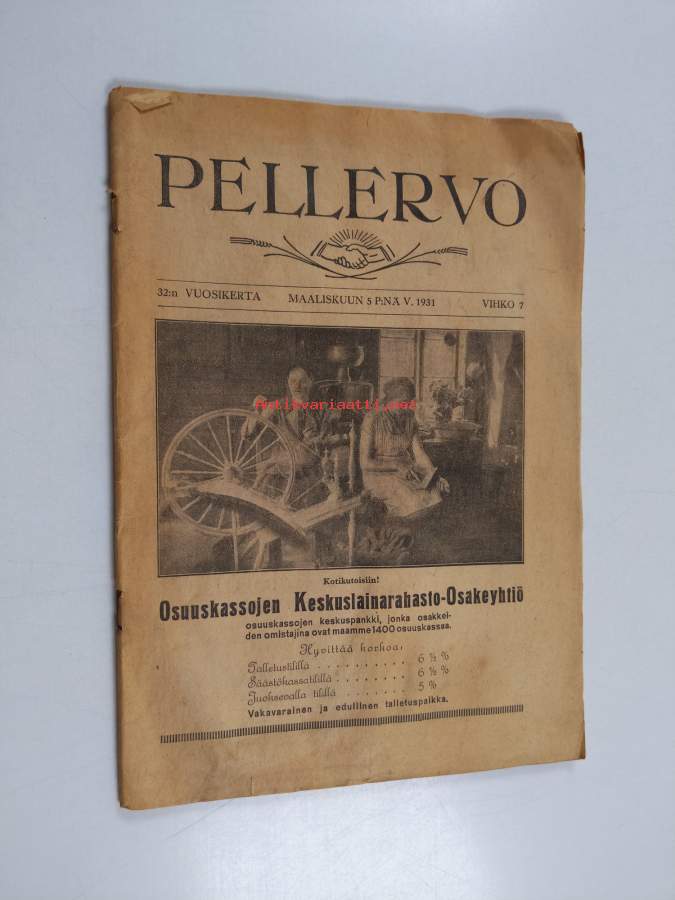 PELLERVO
32:n VUOSIKERTA MAALISKUUN 5 P:NÄ V. 1931 VIHKO 7
Antikvariaatti.net
Kotikutoisiin!
Osuuskassojen Keskuslainarahasto-Osakeyhtiö
osuuskassojen keskuspankki, jonka osakkei-
den omistajina ovat maamme 1400 osuuskassaa.
Hyvittää korkoa:
Talletustilillä . . . . . . . . . . 6 ½ %
Säästökassatilillä . . . . . . . . 6 ½ %
Juoksevalla tilillä . . . . . . . 5 %
Vakavarainen ja edullinen talletuspaikka.